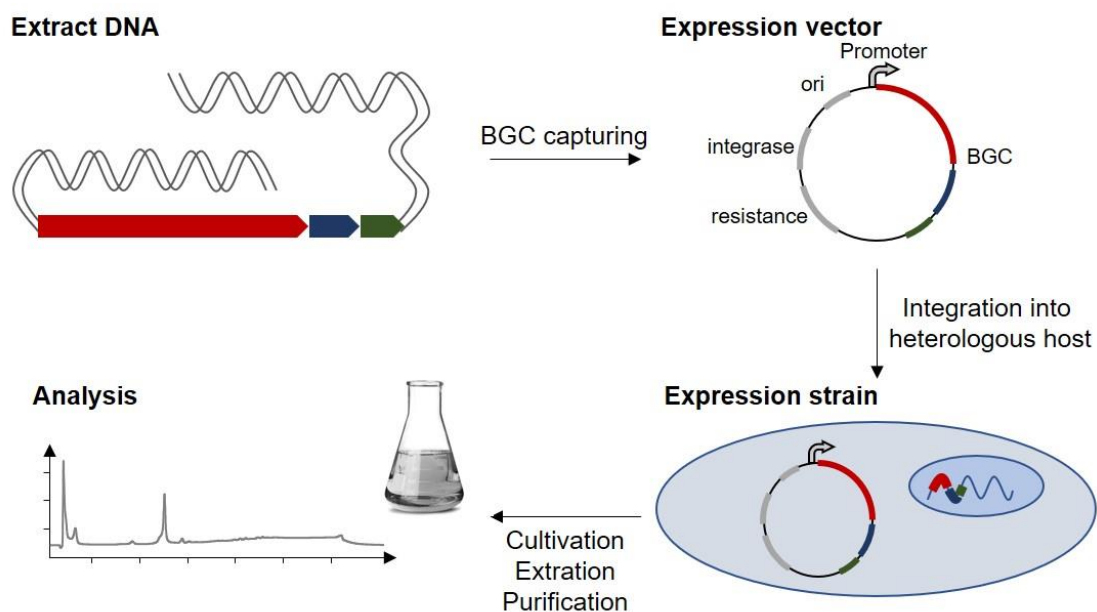 Extract DNA
Expression vector
Promoter
ori
BGC capturing
integrase
BGC
resistance
Integration into
heterologous host
Analysis
Expression strain
Cultivation
Extration
Purification